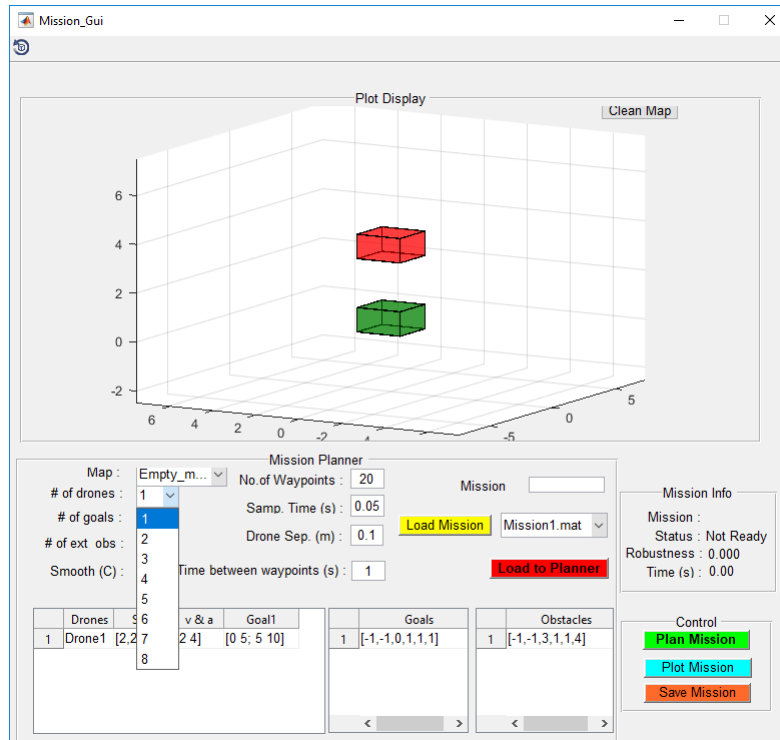 Mission_Gui
Plot Display
Clean Map
6
4
2
0
-2
6
4
2
0
-2
-5
0
5
Mission Planner
Map : Empty_m...
# of drones : 1
# of goals :
# of ext obs :
Smooth (C) :
1
2
3
4
5
6
7
8
No.of Waypoints : 20
Samp. Time (s) : 0.05
Drone Sep. (m) : 0.1
Time between waypoints (s) : 1
Mission
Load Mission Mission1.mat
Load to Planner
Mission Info
Mission :
Status : Not Ready
Robustness : 0.000
Time (s) : 0.00
Drones S v & a Goal1
1 Drone1 [2,2 2 4] [0 5; 5 10]
Goals
1 [-1,-1,0,1,1,1]
Obstacles
1 [-1,-1,3,1,1,4]
Control
Plan Mission
Plot Mission
Save Mission